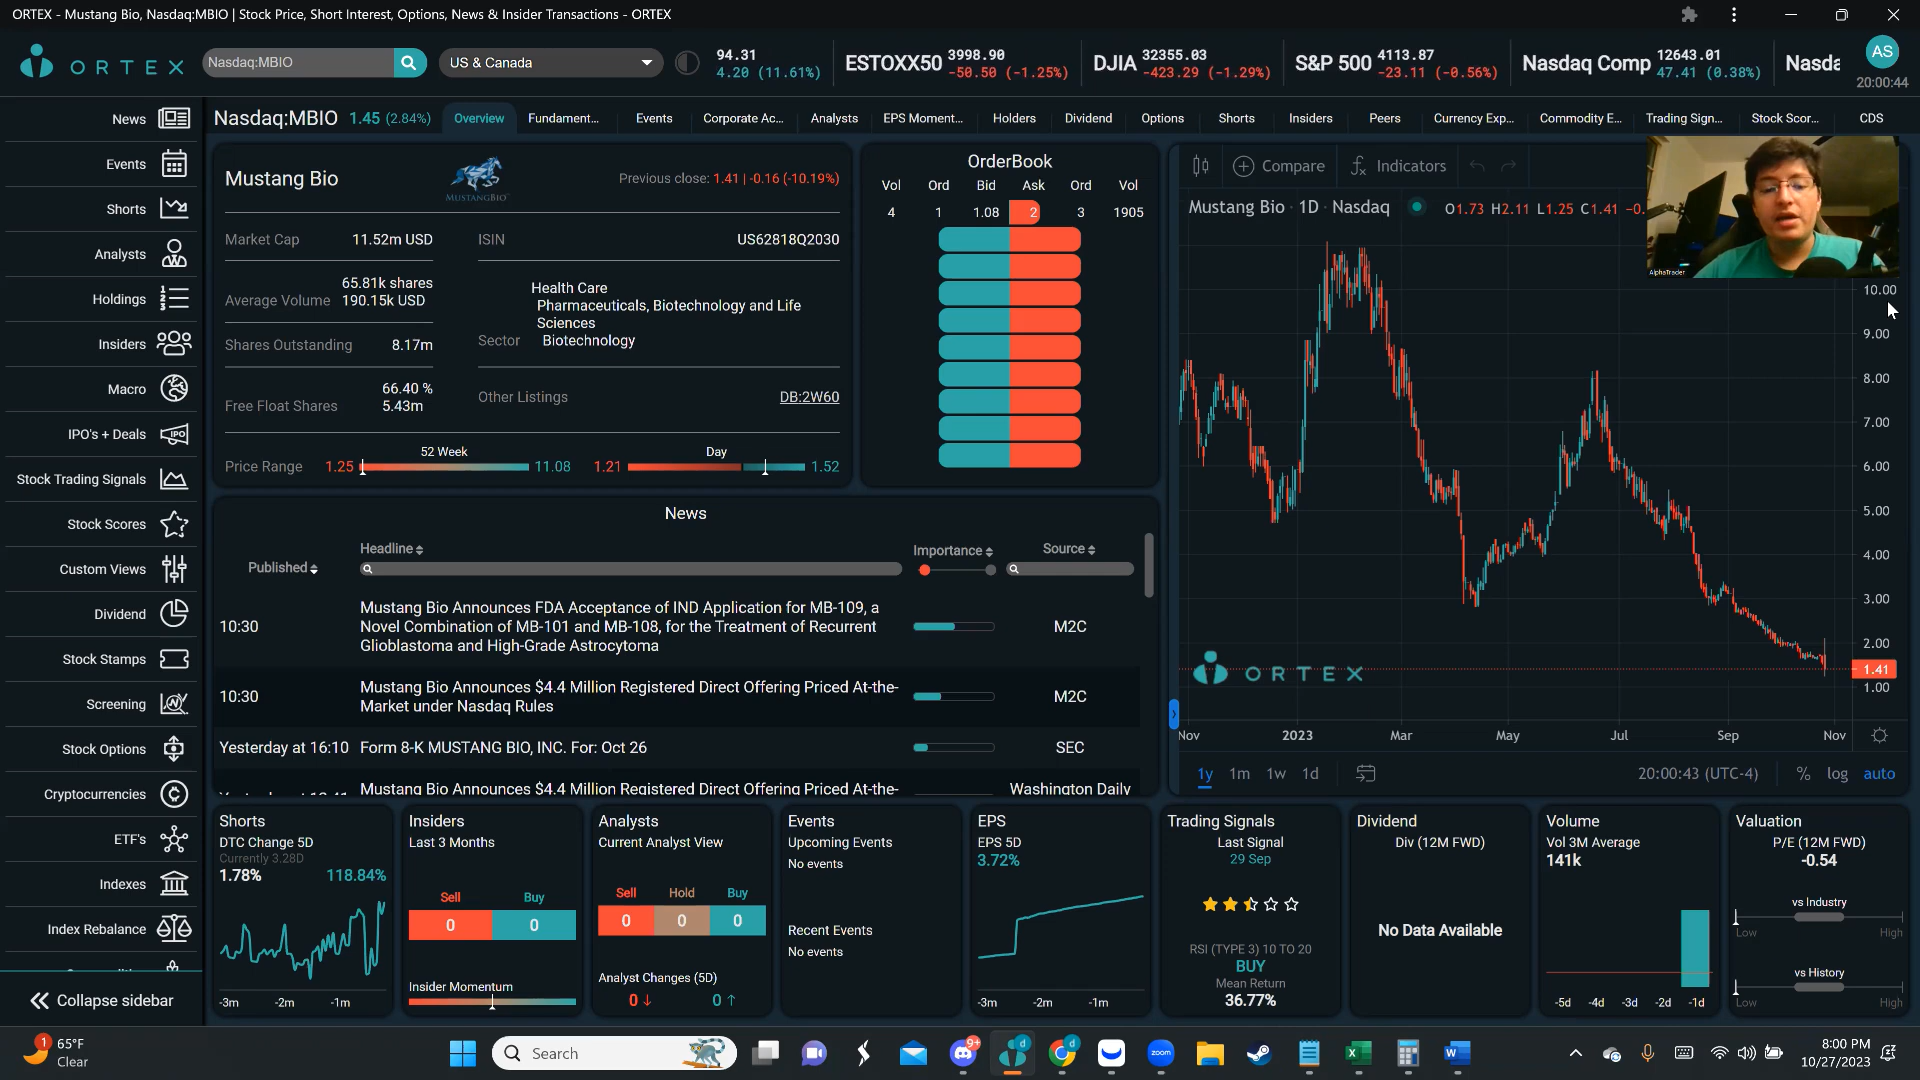 ORTEX - Mustang Bio, Nasdaq:MBIO | Stock Price, Short Interest, Options, News & Insider Transactions - ORTEX
ORTEX
Nasdaq:MBIO
US & Canada
94.31
4.20 (11.61%)
ESTOXX50 3998.90
-50.50 (-1.25%)
DJIA 32355.03
-423.29 (-1.29%)
S&P 500 4113.87
-23.11 (-0.56%)
Nasdaq Comp 12643.01
47.41 (0.38%)
Nasda
AS
20:00:44
News
Events
Shorts
Analysts
Holdings
Insiders
Macro
IPO's + Deals
IPO
Stock Trading Signals
Stock Scores
Custom Views
Dividend
Stock Stamps
Screening
Stock Options
Cryptocurrencies
ETF's
Indexes
Index Rebalance
Collapse sidebar
Nasdaq:MBIO 1.45 (2.84%)
Overview Fundament... Events Corporate Ac... Analysts EPS Moment... Holders Dividend Options Shorts Insiders Peers Currency Exp... Commodity E... Trading Sign... Stock Scor... CDS
Mustang Bio
MUSTANGBIO
Previous close: 1.41 | -0.16 (-10.19%)
Market Cap 11.52m USD
ISIN US62818Q2030
Average Volume 65.81k shares
190.15k USD
Health Care
Pharmaceuticals, Biotechnology and Life
Sciences
Sector Biotechnology
Shares Outstanding 8.17m
Free Float Shares 66.40 %
5.43m
Other Listings DB:2W60
Price Range 52 Week Day
1.25 11.08 1.21 1.52
OrderBook
Vol Ord Bid Ask Ord Vol
4 1 1.08 2 3 1905
Compare
Indicators
Mustang Bio · 1D · Nasdaq O1.73 H2.11 L1.25 C1.41 -0.
AlphaTrader
10.00
9.00
8.00
7.00
6.00
5.00
4.00
3.00
2.00
1.41
1.00
ORTEX
Nov 2023 Mar May Jul Sep Nov
1y 1m 1w 1d
20:00:43 (UTC-4) % log auto
News
Published Headline Importance Source
10:30 Mustang Bio Announces FDA Acceptance of IND Application for MB-109, a
Novel Combination of MB-101 and MB-108, for the Treatment of Recurrent
Glioblastoma and High-Grade Astrocytoma
M2C
10:30 Mustang Bio Announces $4.4 Million Registered Direct Offering Priced At-the-
Market under Nasdaq Rules
M2C
Yesterday at 16:10 Form 8-K MUSTANG BIO, INC. For: Oct 26 SEC
Mustang Bio Announces $4.4 Million Registered Direct Offering Priced At-the- Washington Daily
Shorts
DTC Change 5D
Currently 3.28D
1.78% 118.84%
-3m -2m -1m
Insiders
Last 3 Months
Sell Buy
0 0
Insider Momentum
Analysts
Current Analyst View
Sell Hold Buy
0 0 0
Analyst Changes (5D)
0↓ 0↑
Events
Upcoming Events
No events
Recent Events
No events
EPS
EPS 5D
3.72%
-3m -2m -1m
Trading Signals
Last Signal
29 Sep
RSI (TYPE 3) 10 TO 20
BUY
Mean Return
36.77%
Dividend
Div (12M FWD)
No Data Available
Volume
Vol 3M Average
141k
-5d -4d -3d -2d -1d
Valuation
P/E (12M FWD)
-0.54
vs Industry
Low High
vs History
Low High
1
65°F
Clear
Search
9+
d
d
zoom
8:00 PM
10/27/2023